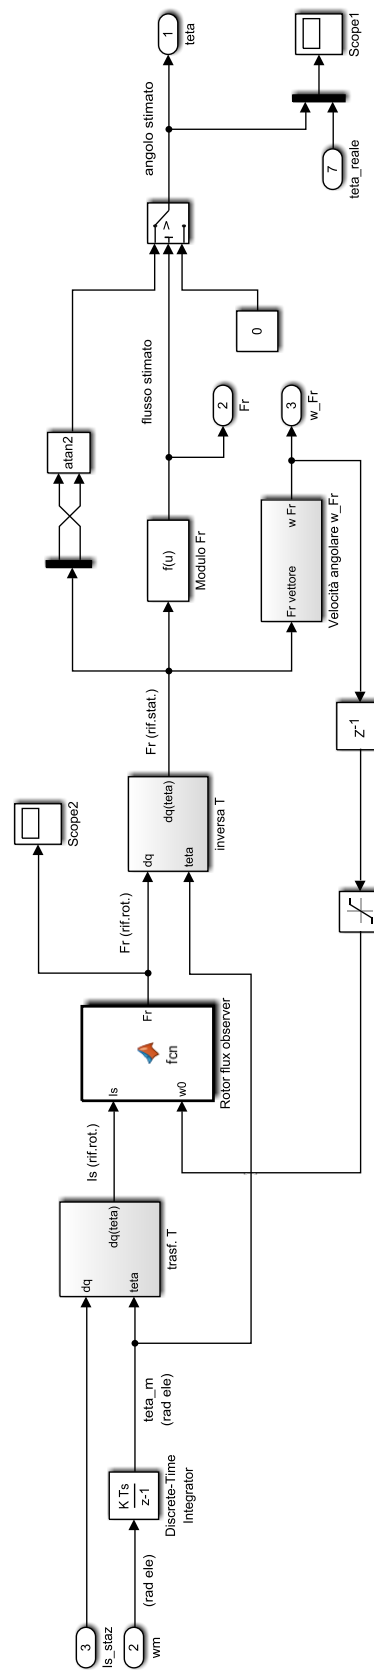 3
Is_staz
2
wm
(rad ele)
K Ts
z-1
Discrete-Time
Integrator
teta_m
(rad ele)
dq
teta
dq(teta)
trasf. T
Is (rif.rot.)
Is
w0
fcn
Fr
Rotor flux observer
Scope2
Fr (rif.rot.)
dq
teta
dq(teta)
inversa T
Fr (rif.stat.)
atan2
f(u)
Modulo Fr
Fr vettore
w Fr
Velocità angolare w_Fr
z-1
flusso stimato
2
Fr
3
w_Fr
0
>
angolo stimato
1
teta
7
teta_reale
Scope1